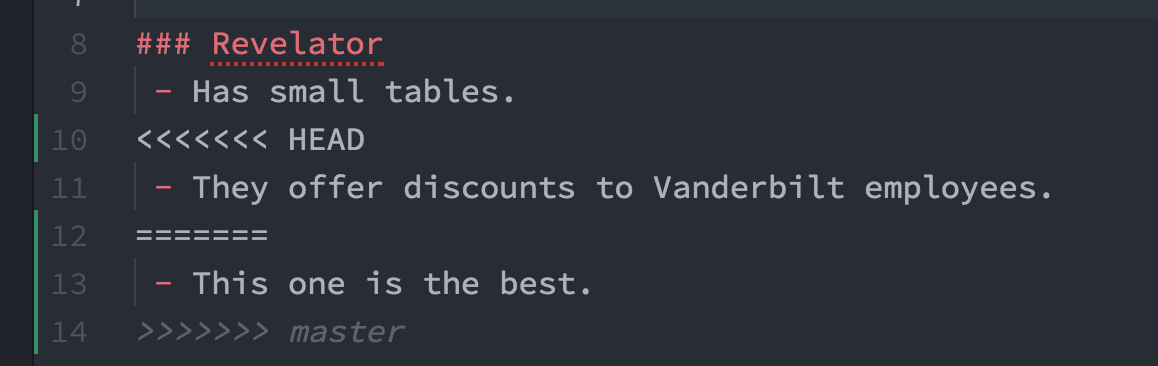 8 ### Revelator
9 - Has small tables.
10 <<<<<<< HEAD
11 - They offer discounts to Vanderbilt employees.
12 =======
13 - This one is the best.
14 >>>>>>> master